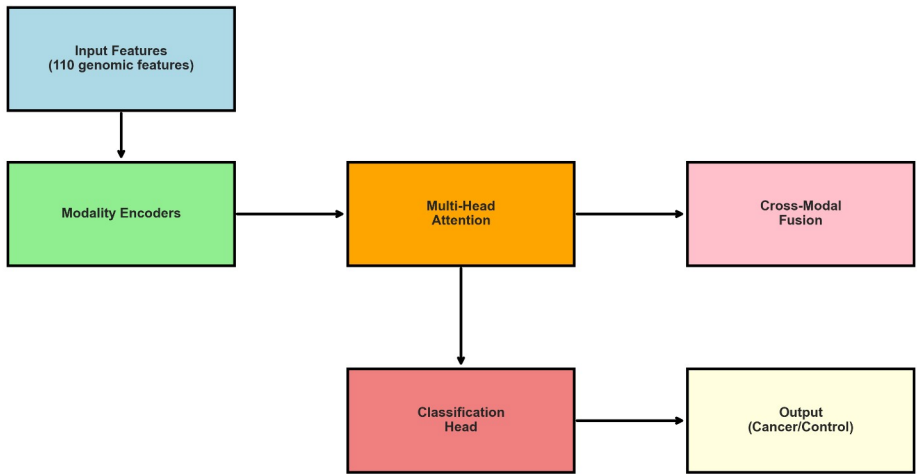 Input Features
(110 genomic features)
Modality Encoders
Multi-Head
Attention
Cross-Modal
Fusion
Classification
Head
Output
(Cancer/Control)